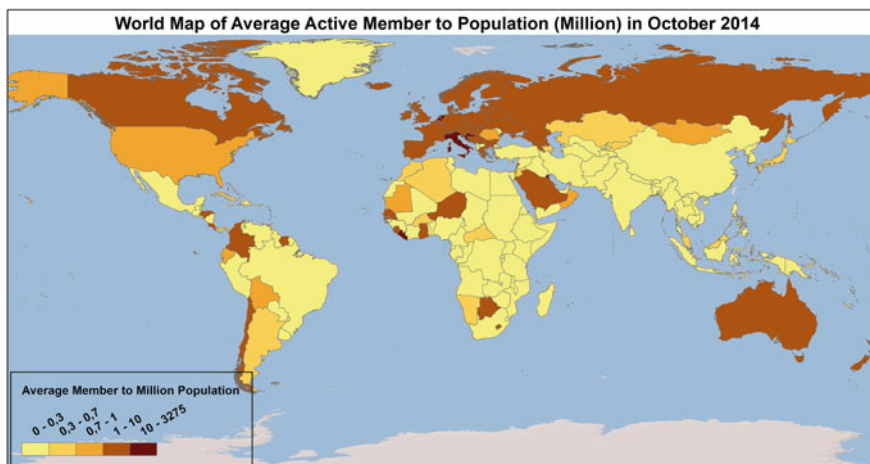 World Map of Average Active Member to Population (Million) in October 2014
Average Member to Million Population
0 - 0,3
0,3 - 0,7
0,7 - 1
1 - 10
10 - 3275